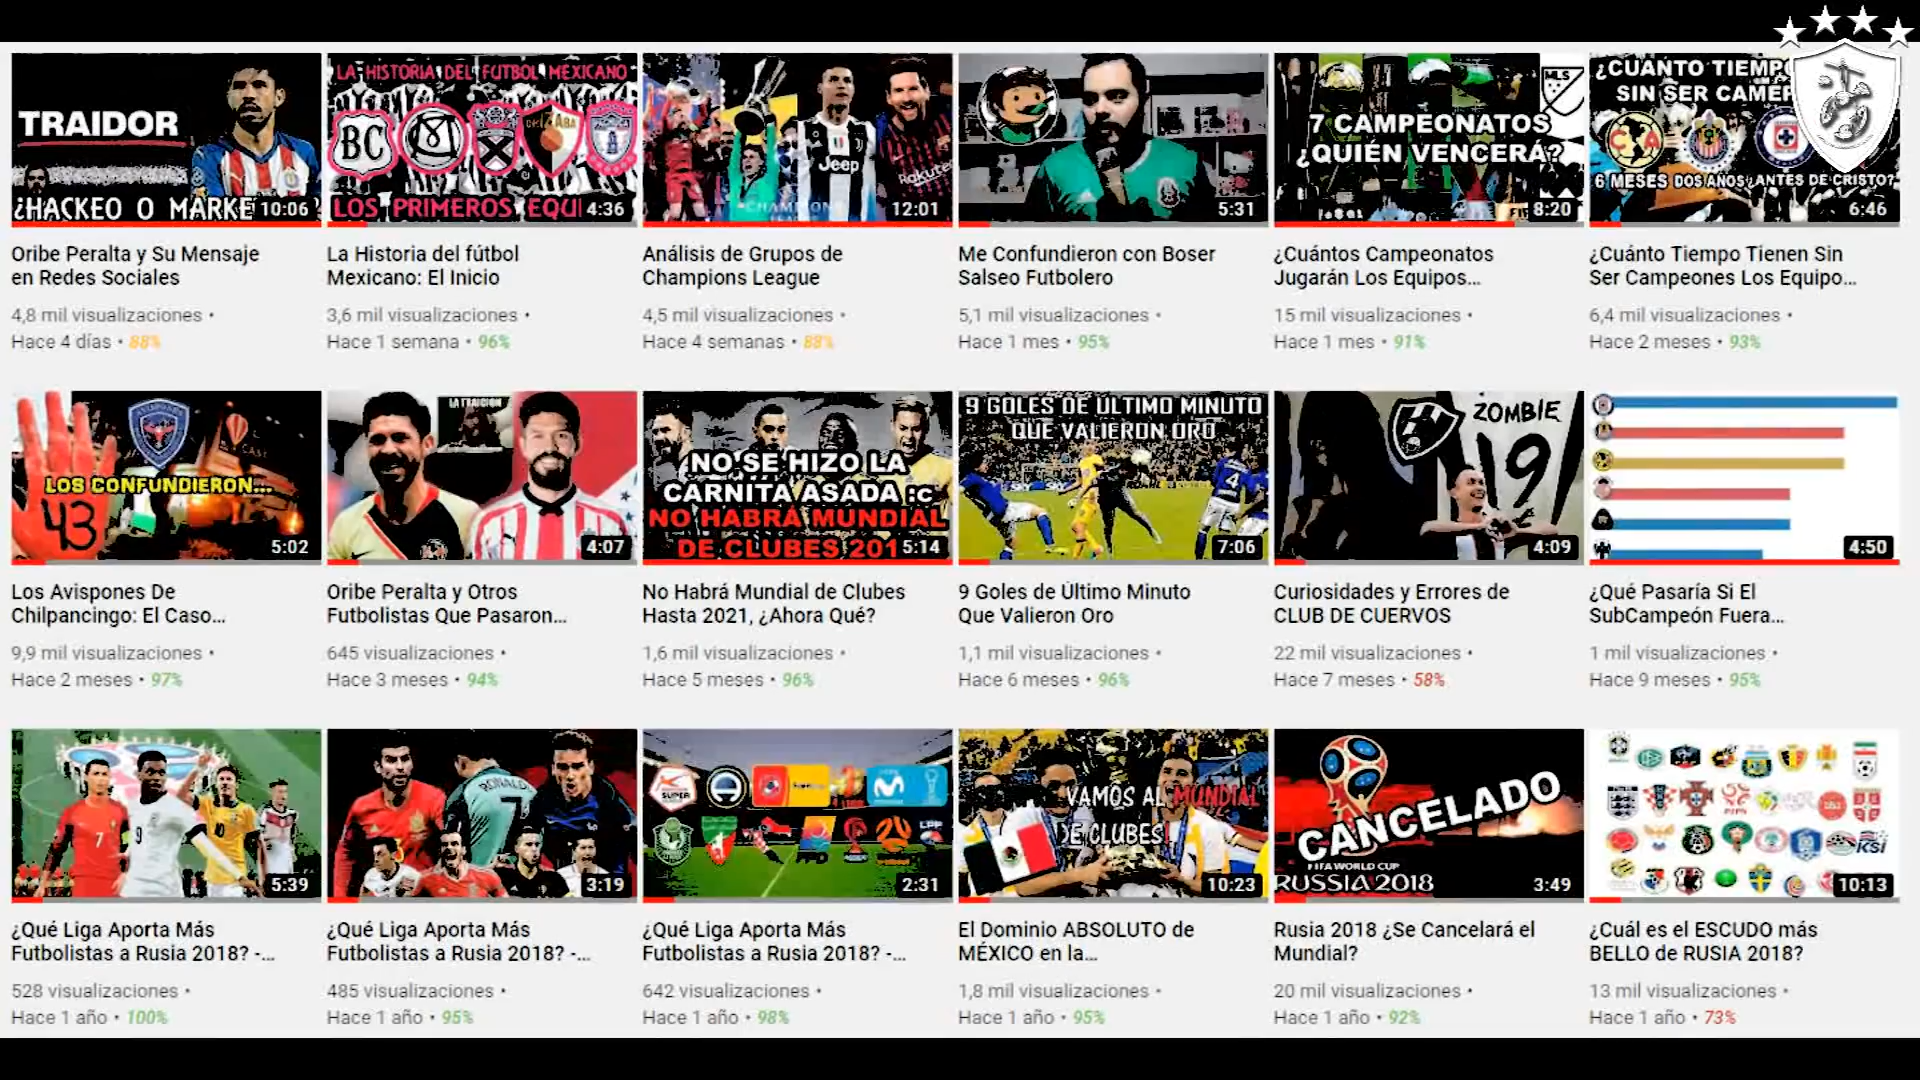 TRAIDOR
¿HACKEO O MARKE
10:06
LA HISTORIA DEL FUTBOL MEXICANO
BC
LOS PRIMEROS EQUI
4:36
Jeep
12:01
5:31
MLS
7 CAMPEONATOS
¿QUIÉN VENCERÁ?
8:20
¿CUANTO TIEMP
SIN SER CAMEP
6 MESES DOS AÑOS ¿ANTES DE CRISTO?
6:46
Oribe Peralta y Su Mensaje
en Redes Sociales
4,8 mil visualizaciones •
Hace 4 días • 88%
La Historia del fútbol
Mexicano: El Inicio
3,6 mil visualizaciones •
Hace 1 semana • 96%
Análisis de Grupos de
Champions League
4,5 mil visualizaciones •
Hace 4 semanas • 88%
Me Confundieron con Boser
Salseo Futbolero
5,1 mil visualizaciones •
Hace 1 mes • 95%
¿Cuántos Campeonatos
Jugarán Los Equipos...
15 mil visualizaciones •
Hace 1 mes • 91%
¿Cuánto Tiempo Tienen Sin
Ser Campeones Los Equipo...
6,4 mil visualizaciones •
Hace 2 meses • 93%
LOS CONFUNDIERON...
43
5:02
LA TRAICION
4:07
NO SE HIZO LA
CARNITA ASADA :c
NO HABRÁ MUNDIAL
DE CLUBES 201
5:14
9 GOLES DE ULTIMO MINUTO
QUE VALIERON ORO
7:06
ZOMBIE
19
4:09
4:50
Los Avispones De
Chilpancingo: El Caso...
9,9 mil visualizaciones •
Hace 2 meses • 97%
Oribe Peralta y Otros
Futbolistas Que Pasaron...
645 visualizaciones •
Hace 3 meses • 94%
No Habrá Mundial de Clubes
Hasta 2021, ¿Ahora Qué?
1,6 mil visualizaciones •
Hace 5 meses • 96%
9 Goles de Último Minuto
Que Valieron Oro
1,1 mil visualizaciones •
Hace 6 meses • 96%
Curiosidades y Errores de
CLUB DE CUERVOS
22 mil visualizaciones •
Hace 7 meses • 58%
¿Qué Pasaría Si El
SubCampeón Fuera...
1 mil visualizaciones •
Hace 9 meses • 95%
5:39
RONALDO
7
3:19
2:31
VAMOS AL MUNDIAL
DE CLUBES
10:23
CANCELADO
FIFA WORLD CUP
RUSSIA 2018
3:49
10:13
¿Qué Liga Aporta Más
Futbolistas a Rusia 2018? -...
528 visualizaciones •
Hace 1 año • 100%
¿Qué Liga Aporta Más
Futbolistas a Rusia 2018? -...
485 visualizaciones •
Hace 1 año • 95%
¿Qué Liga Aporta Más
Futbolistas a Rusia 2018? -...
642 visualizaciones •
Hace 1 año • 98%
El Dominio ABSOLUTO de
MÉXICO en la...
1,8 mil visualizaciones •
Hace 1 año • 95%
Rusia 2018 ¿Se Cancelará el
Mundial?
20 mil visualizaciones •
Hace 1 año • 92%
¿Cuál es el ESCUDO más
BELLO de RUSIA 2018?
13 mil visualizaciones •
Hace 1 año • 73%